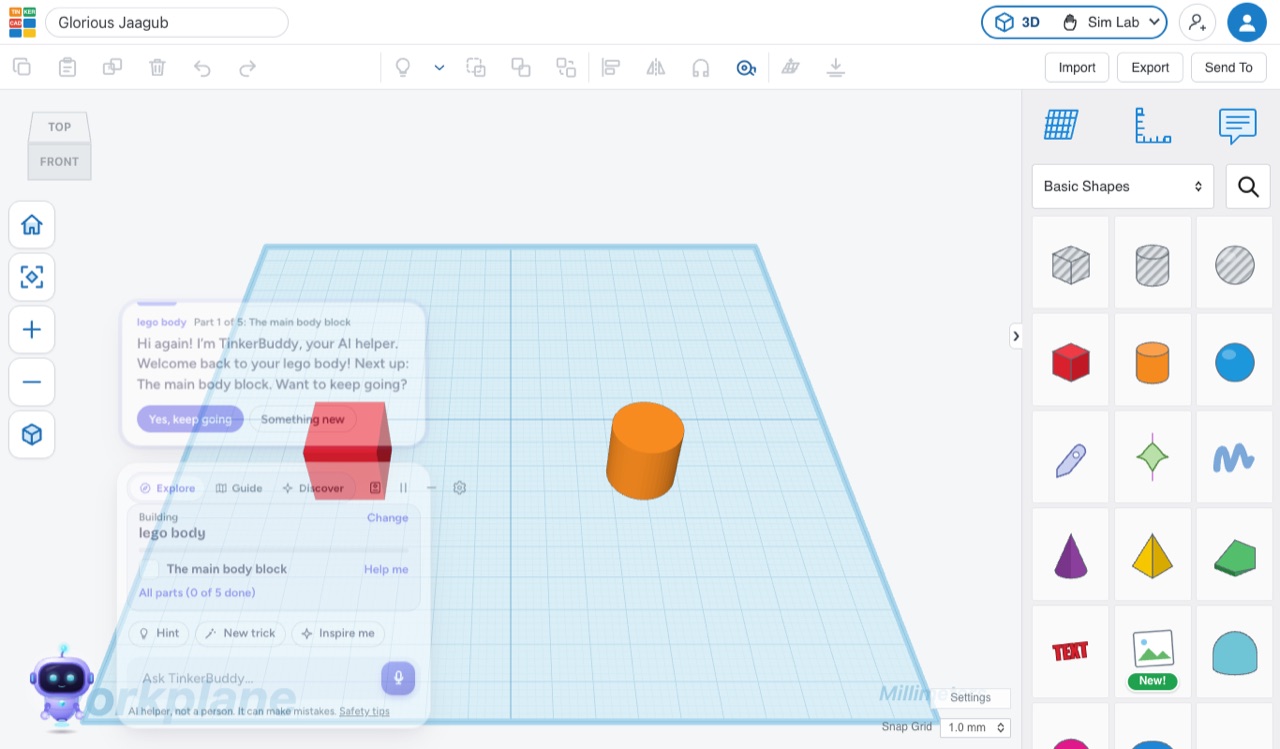 TIN
KER
CAD
Glorious Jaagub
3D
Sim Lab
Import
Export
Send To
TOP
FRONT
Basic Shapes
lego body Part 1 of 5: The main body block
Hi again! I'm TinkerBuddy, your AI helper.
Welcome back to your lego body! Next up:
The main body block. Want to keep going?
Yes, keep going
Something new
Explore
Guide
Discover
Building
Change
lego body
The main body block
Help me
All parts (0 of 5 done)
Hint
New trick
Inspire me
Ask TinkerBuddy...
AI helper, not a person. It can make mistakes. Safety tips
orkplane
Settings
Snap Grid
1.0 mm
TEXT
New!